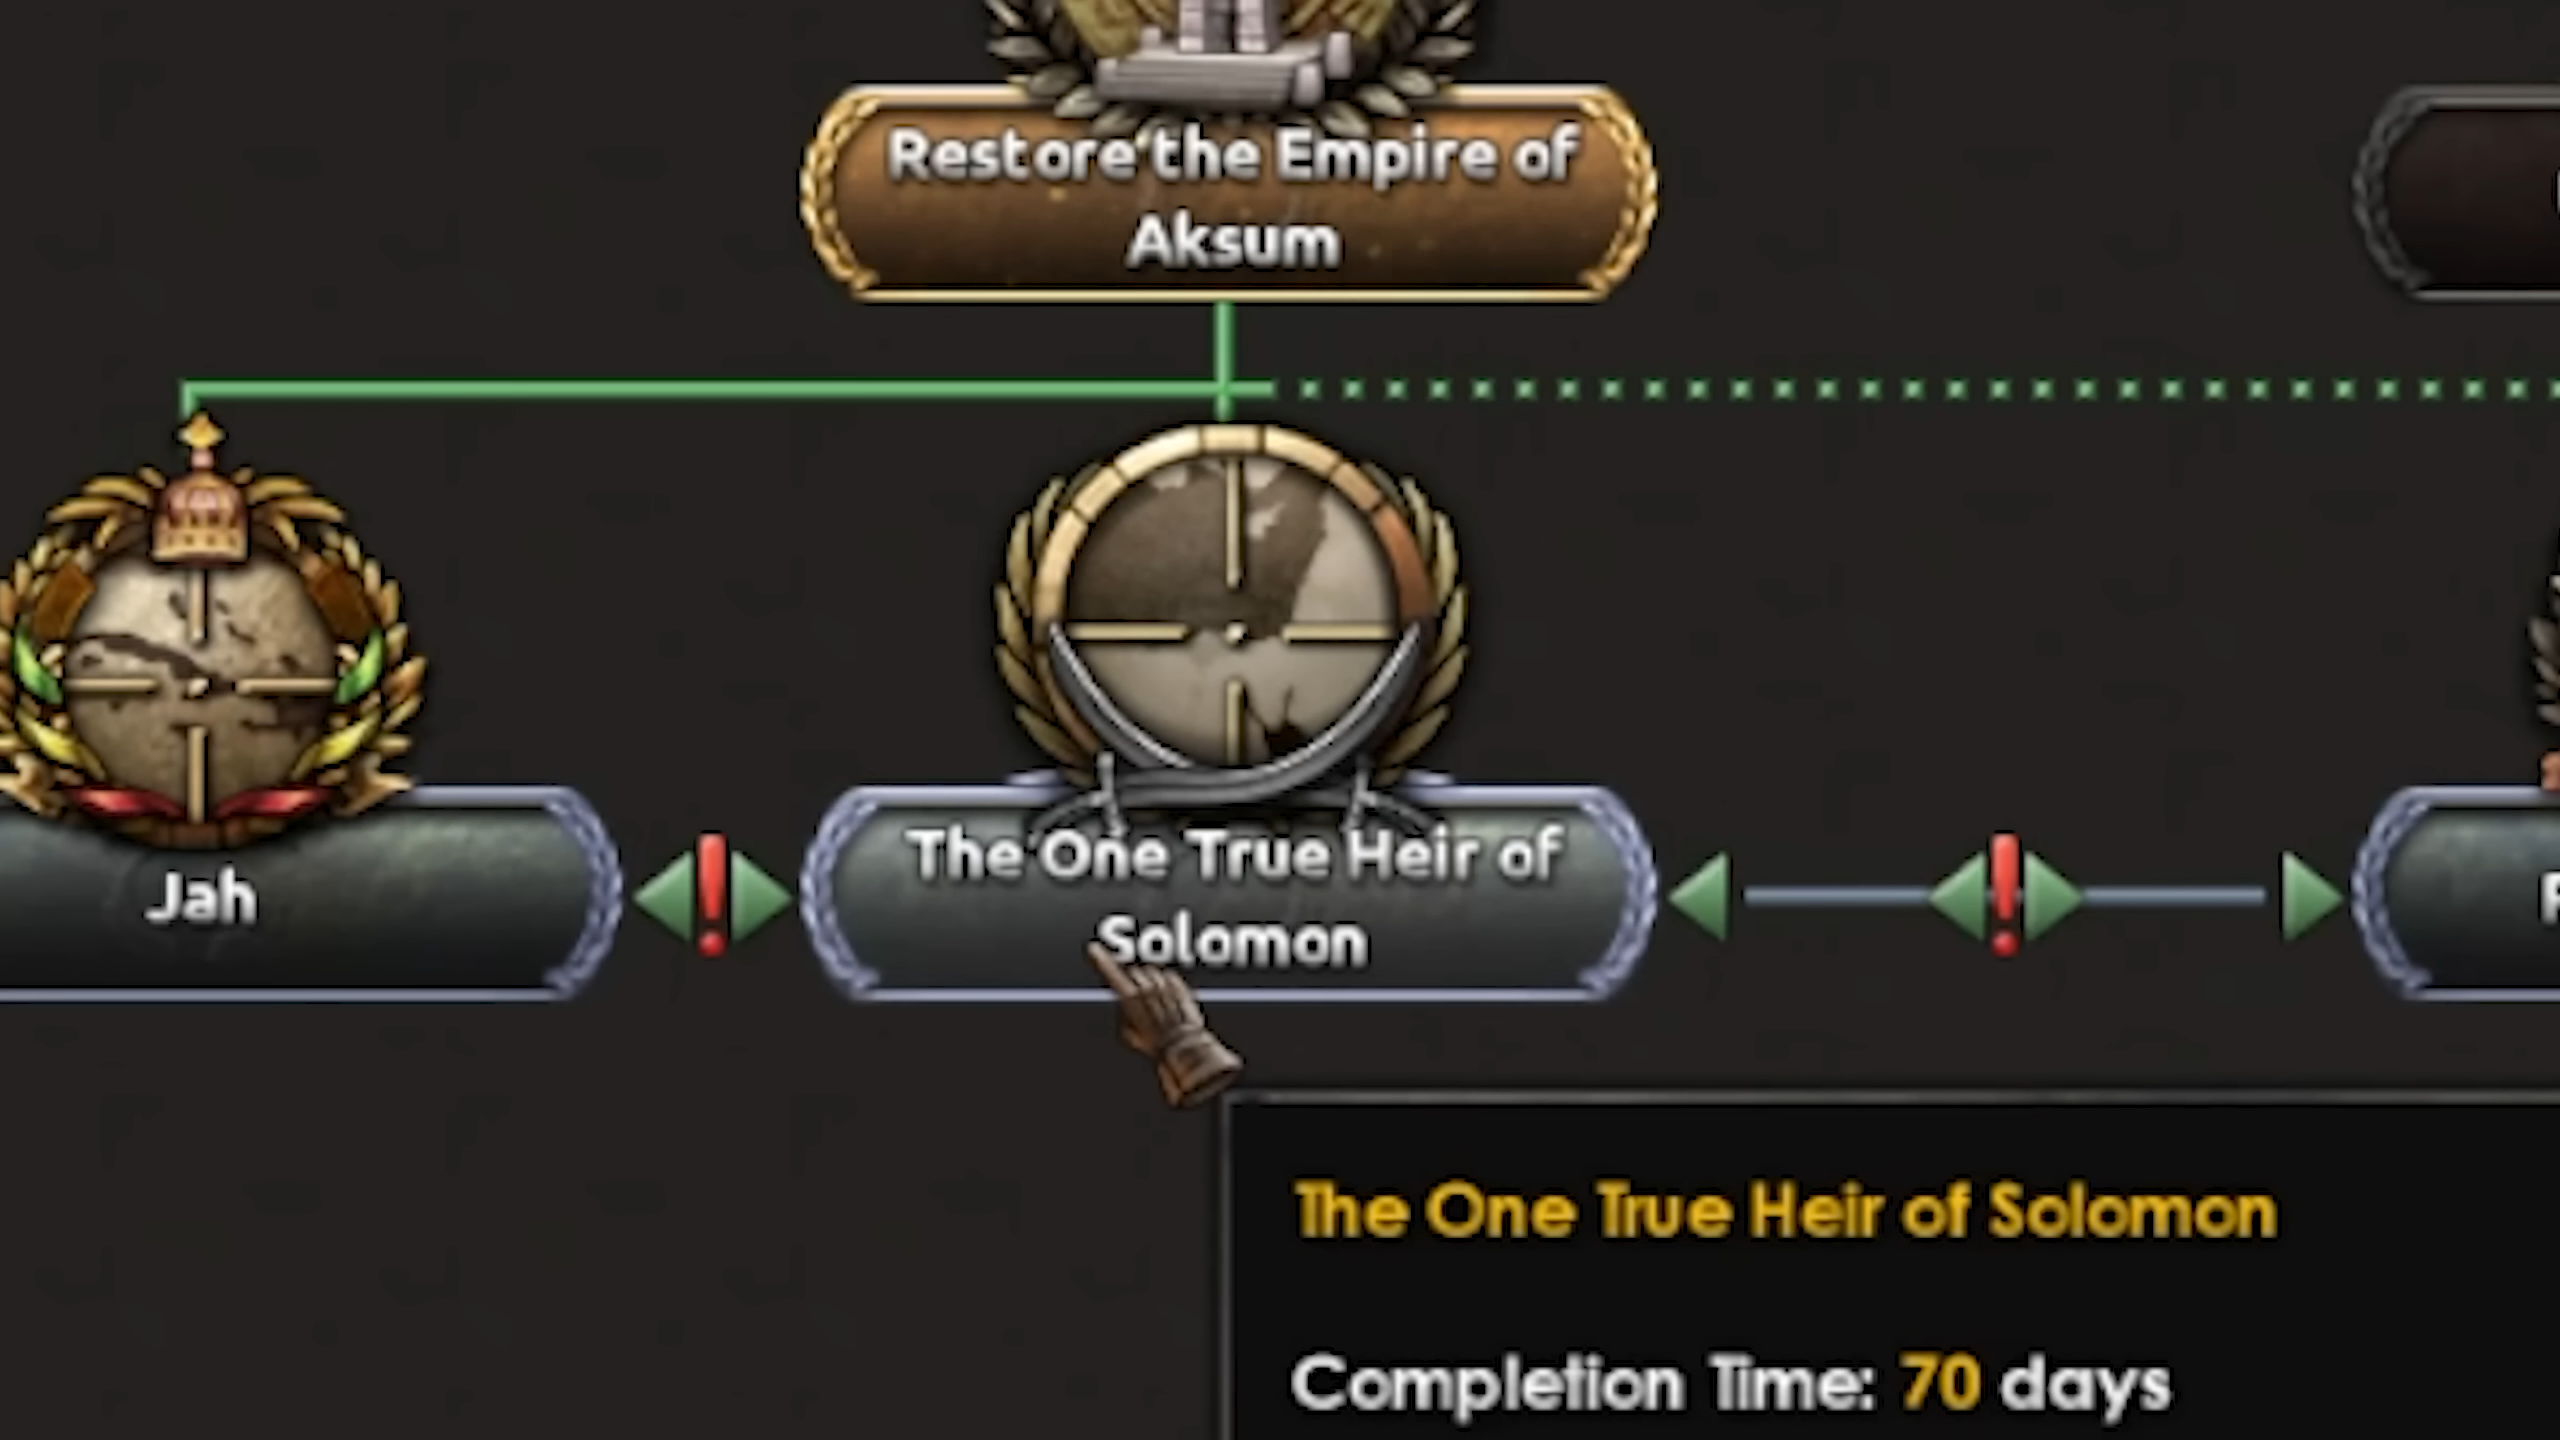 Restore the Empire of
Aksum
Jah
The One True Heir of
Solomon
The One True Heir of Solomon
Completion Time: 70 days